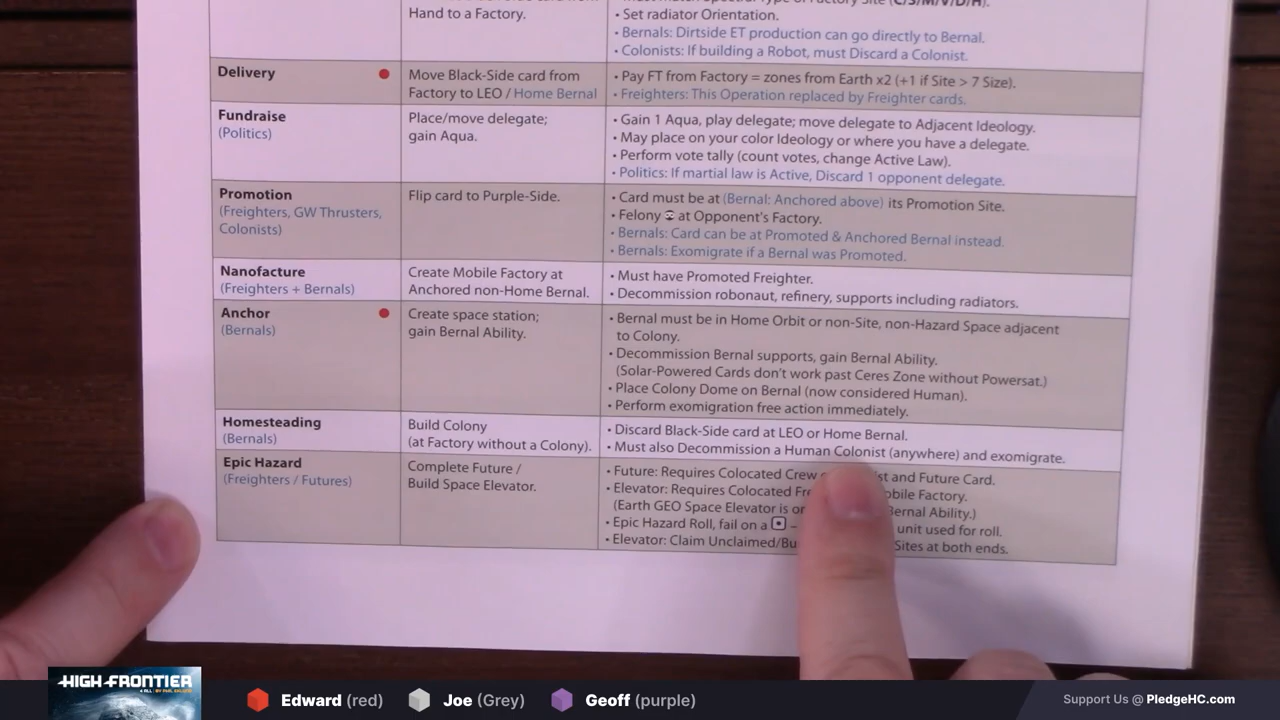 Hand to a Factory.
• Set radiator Orientation.
• Bernals: Dirtside ET production can go directly to Bernal.
• Colonists: If building a Robot, must Discard a Colonist.
Delivery
Move Black-Side card from
Factory to LEO / Home Bernal
• Pay FT from Factory = zones from Earth x2 (+1 if Site > 7 Size).
• Freighters: This Operation replaced by Freighter cards.
Fundraise
(Politics)
Place/move delegate;
gain Aqua.
• Gain 1 Aqua, play delegate; move delegate to Adjacent Ideology.
• May place on your color Ideology or where you have a delegate.
• Perform vote tally (count votes, change Active Law).
• Politics: If martial law is Active, Discard 1 opponent delegate.
Promotion
(Freighters, GW Thrusters,
Colonists)
Flip card to Purple-Side.
• Card must be at (Bernal: Anchored above) its Promotion Site.
• Felony at Opponent's Factory.
• Bernals: Card can be at Promoted & Anchored Bernal instead.
• Bernals: Exomigrate if a Bernal was Promoted.
Nanofacture
(Freighters + Bernals)
Create Mobile Factory at
Anchored non-Home Bernal.
• Must have Promoted Freighter.
• Decommission robonaut, refinery, supports including radiators.
Anchor
(Bernals)
Create space station;
gain Bernal Ability.
• Bernal must be in Home Orbit or non-Site, non-Hazard Space adjacent
to Colony.
• Decommission Bernal supports, gain Bernal Ability.
(Solar-Powered Cards don't work past Ceres Zone without Powersat.)
• Place Colony Dome on Bernal (now considered Human).
• Perform exomigration free action immediately.
Homesteading
(Bernals)
Build Colony
(at Factory without a Colony).
• Discard Black-Side card at LEO or Home Bernal.
• Must also Decommission a Human Colonist (anywhere) and exomigrate.
Epic Hazard
(Freighters / Futures)
Complete Future /
Build Space Elevator.
• Future: Requires Colocated Crew and Future Card.
• Elevator: Requires Colocated Factory.
(Earth GEO Space Elevator is Ability.)
• Epic Hazard Roll, fail on a – unit used for roll.
• Elevator: Claim Sites at both ends.
HIGH FRONTIER
4 ALL
Edward (red)
Joe (Grey)
Geoff (purple)
Support Us @ PledgeHC.com